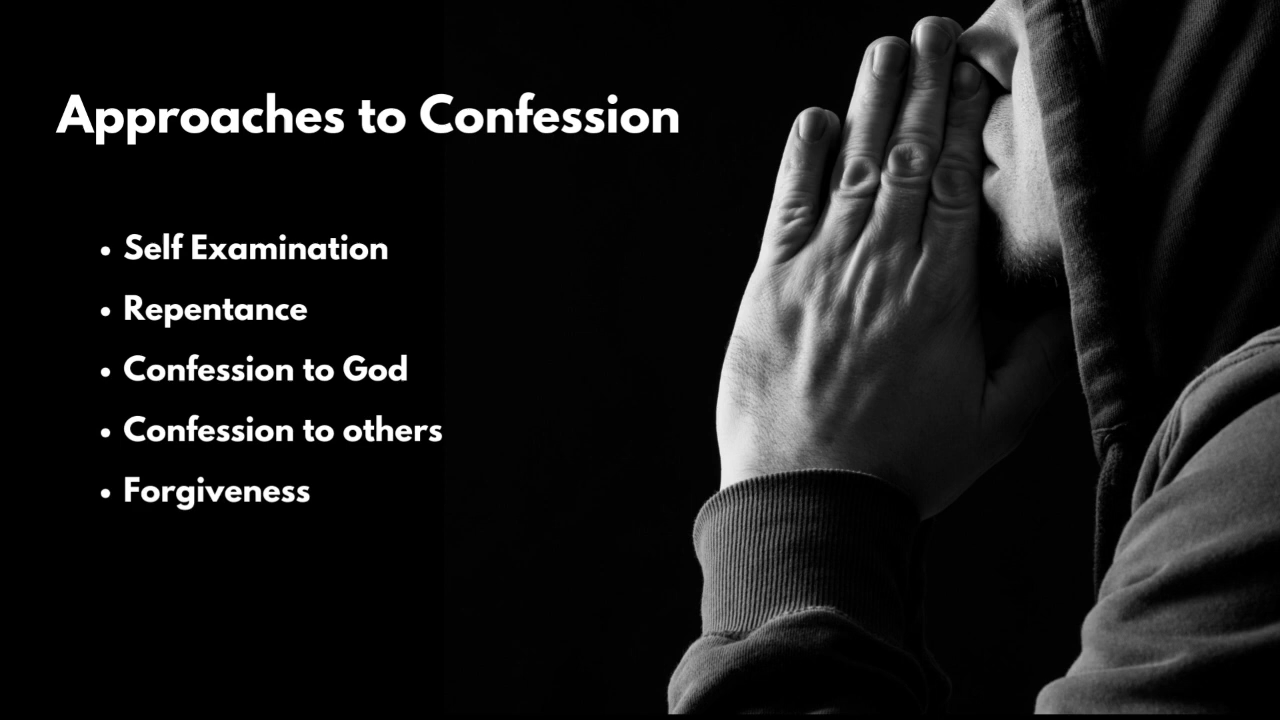 Approaches to Confession
• Self Examination
• Repentance
• Confession to God
• Confession to others
• Forgiveness